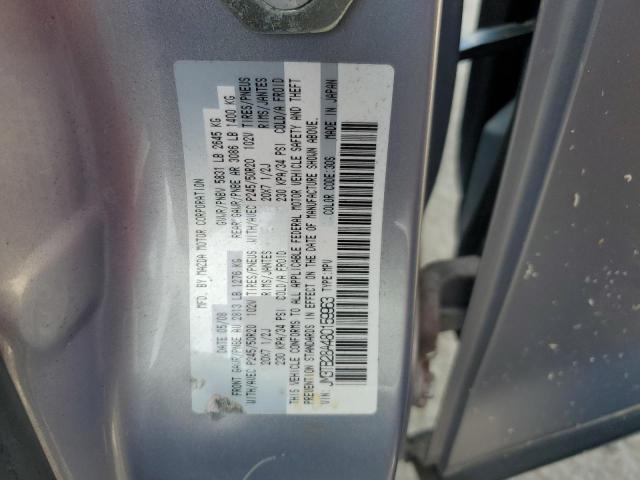 MFD. BY MAZDA MOTOR CORPORATION
DATE: 05/08 GVWR/PNBV 5831 LB 2645 KG
FRONT GAWR/PNBE AU 2813 LB 1276 KG REAR GAWR/PNBE AR 3086 LB 1400 KG
WITH/AVEC P245/50R20 102V TIRES/PNEUS WITH/AVEC P245/50R20 102V TIRES/PNEUS
20X7 1/2J RIMS/JANTES 20X7 1/2J RIMS/JANTES
230 KPA/34 PSI COLD/A FROID 230 KPA/34 PSI COLD/A FROID
THIS VEHICLE CONFORMS TO ALL APPLICABLE FEDERAL MOTOR VEHICLE SAFETY AND THEFT
PREVENTION STANDARDS IN EFFECT ON THE DATE OF MANUFACTURE SHOWN ABOVE.
VIN: JM3TB28A480159953 TYPE:MPV COLOR CODE:30S MADE IN JAPAN